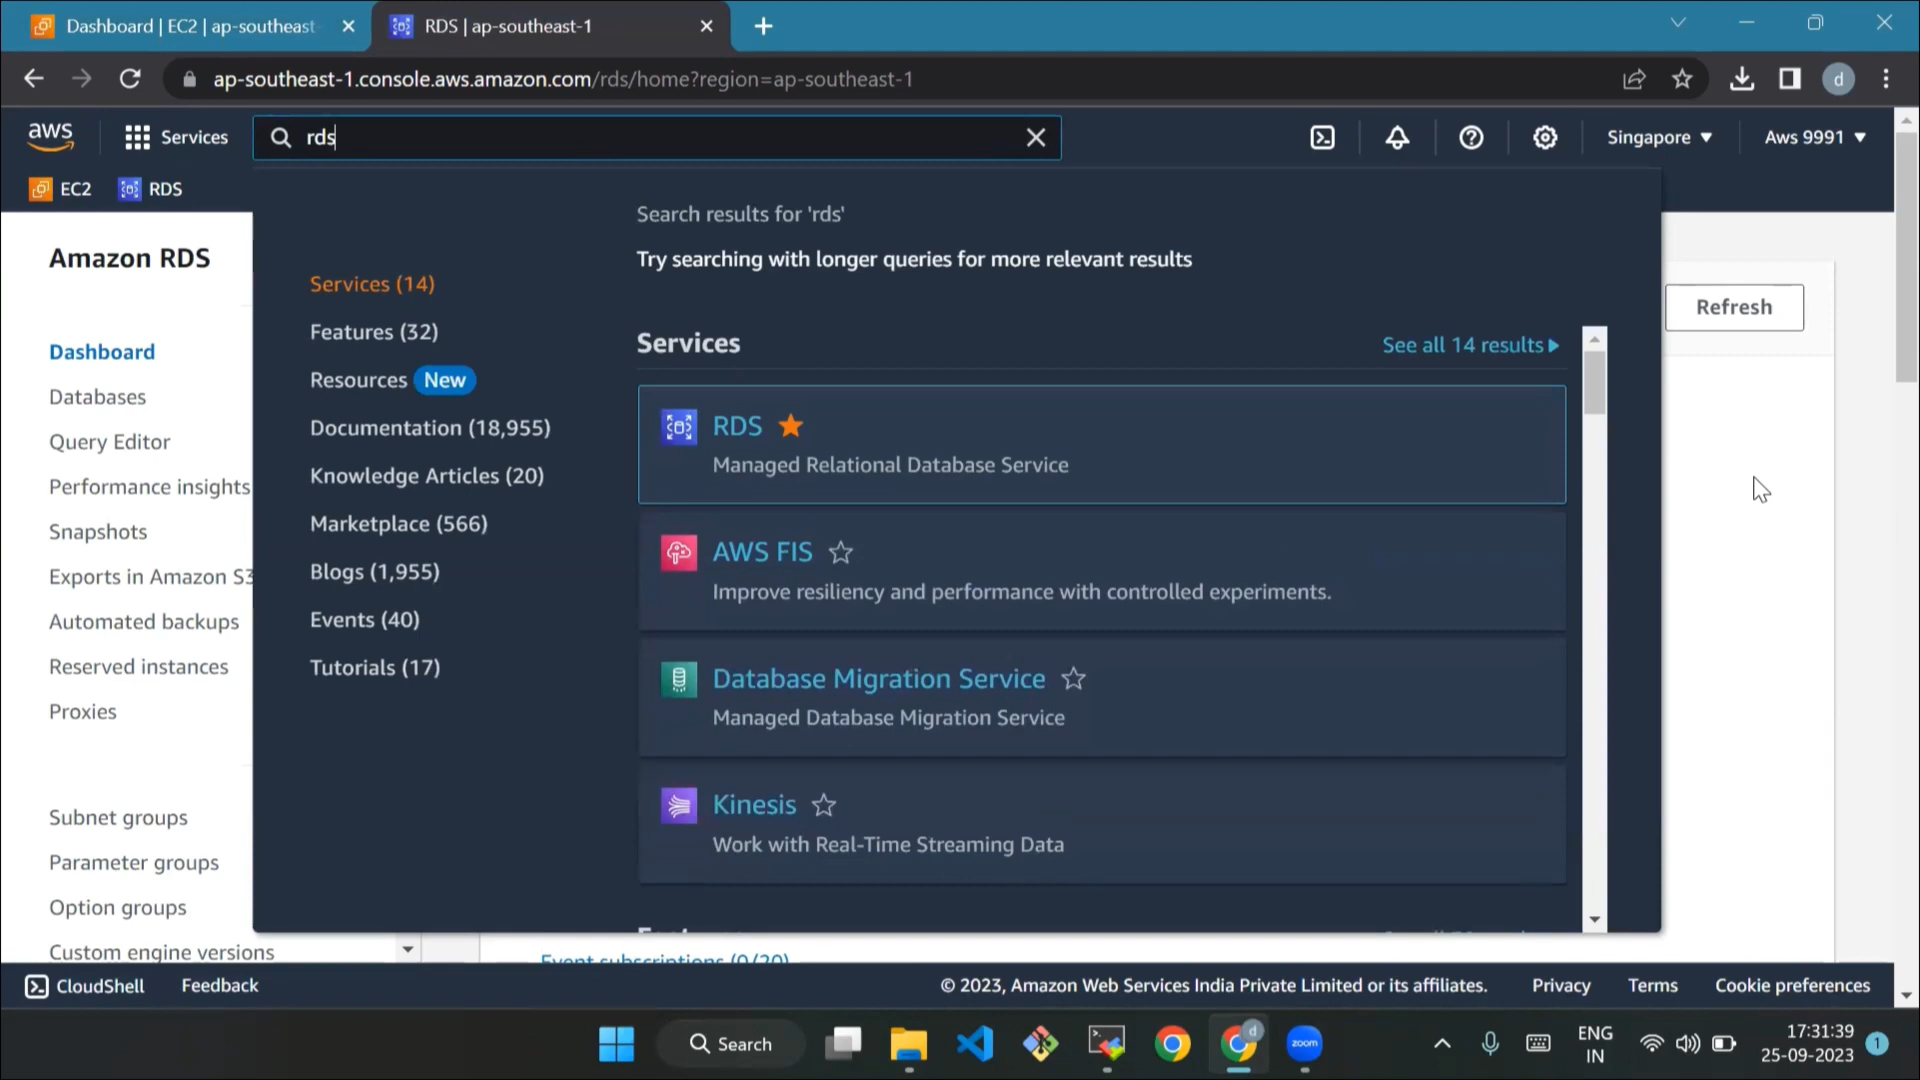 Dashboard | EC2 | ap-southeast
RDS | ap-southeast-1
ap-southeast-1.console.aws.amazon.com/rds/home?region=ap-southeast-1
d
aws
Services
rds
Singapore
Aws 9991
EC2
RDS
Search results for 'rds'
Try searching with longer queries for more relevant results
Amazon RDS
Dashboard
Databases
Query Editor
Performance insights
Snapshots
Exports in Amazon S3
Automated backups
Reserved instances
Proxies
Subnet groups
Parameter groups
Option groups
Custom engine versions
Services (14)
Features (32)
Resources New
Documentation (18,955)
Knowledge Articles (20)
Marketplace (566)
Blogs (1,955)
Events (40)
Tutorials (17)
Services
See all 14 results
RDS
Managed Relational Database Service
AWS FIS
Improve resiliency and performance with controlled experiments.
Database Migration Service
Managed Database Migration Service
Kinesis
Work with Real-Time Streaming Data
Refresh
Event subscriptions (0/20)
CloudShell
Feedback
© 2023, Amazon Web Services India Private Limited or its affiliates.
Privacy
Terms
Cookie preferences
Search
d
zoom
ENG
IN
17:31:39
25-09-2023
1